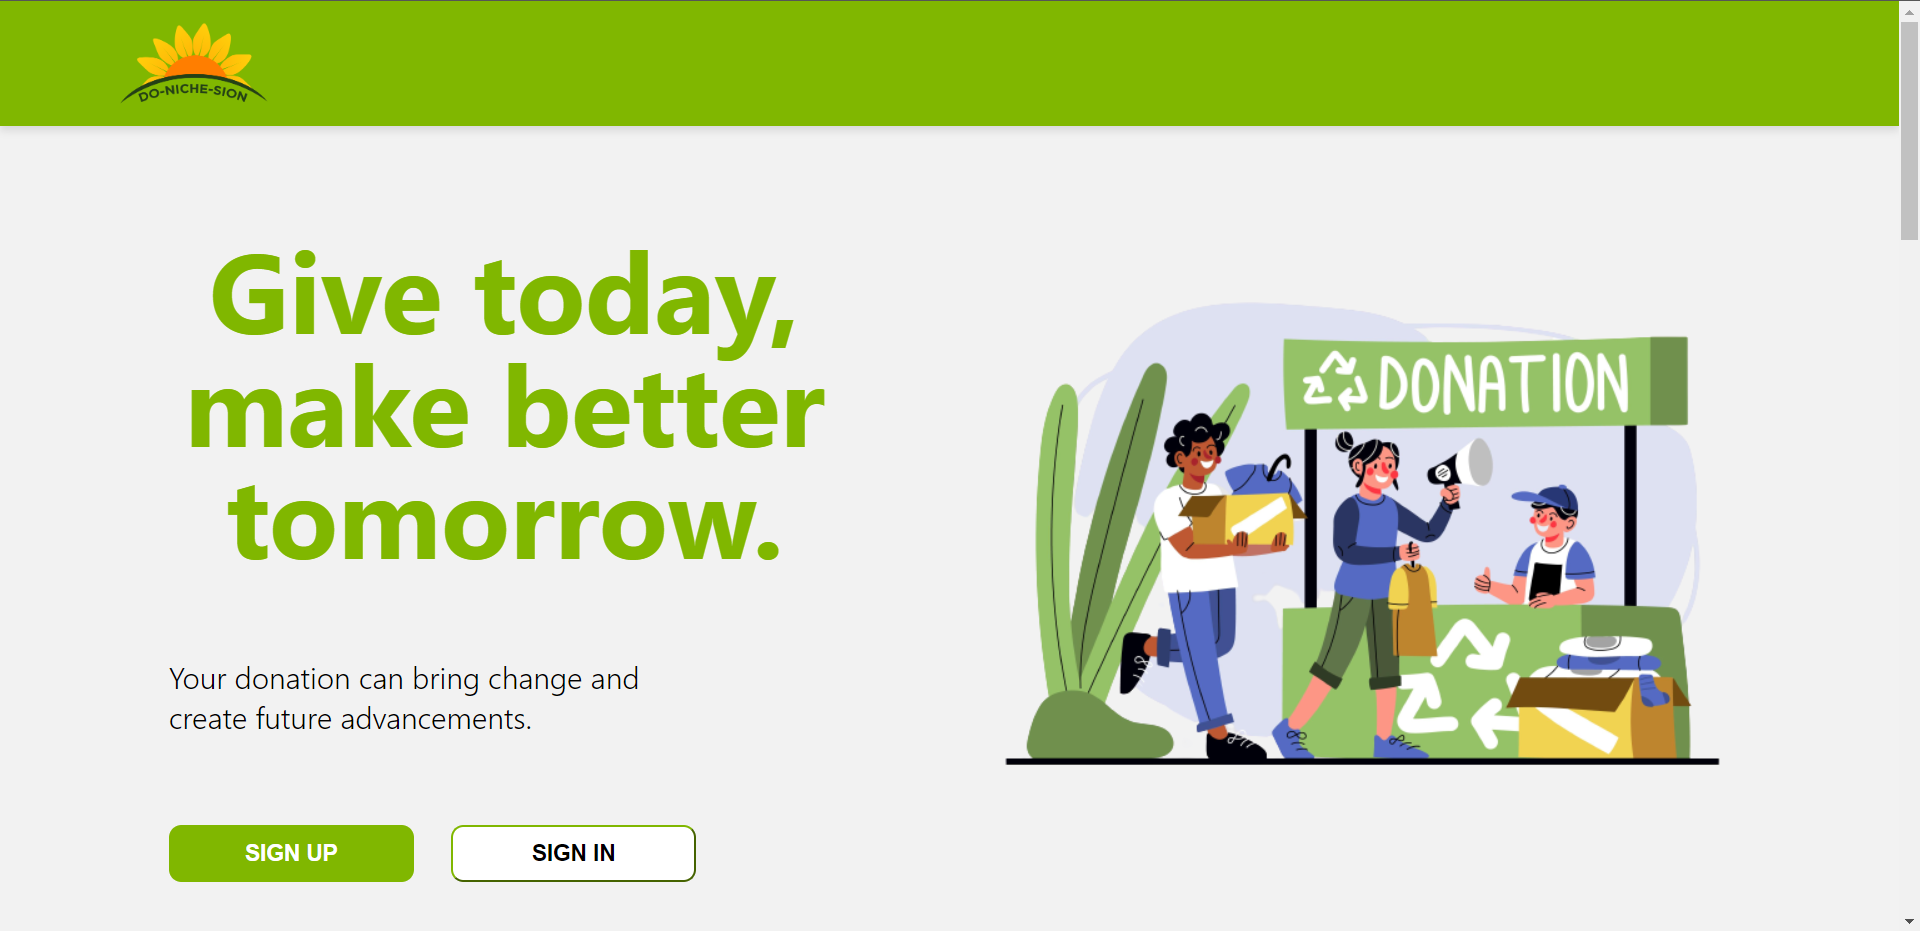 DO-NICHE-SION
Give today,
make better
tomorrow.
DONATION
Your donation can bring change and
create future advancements.
SIGN UP
SIGN IN